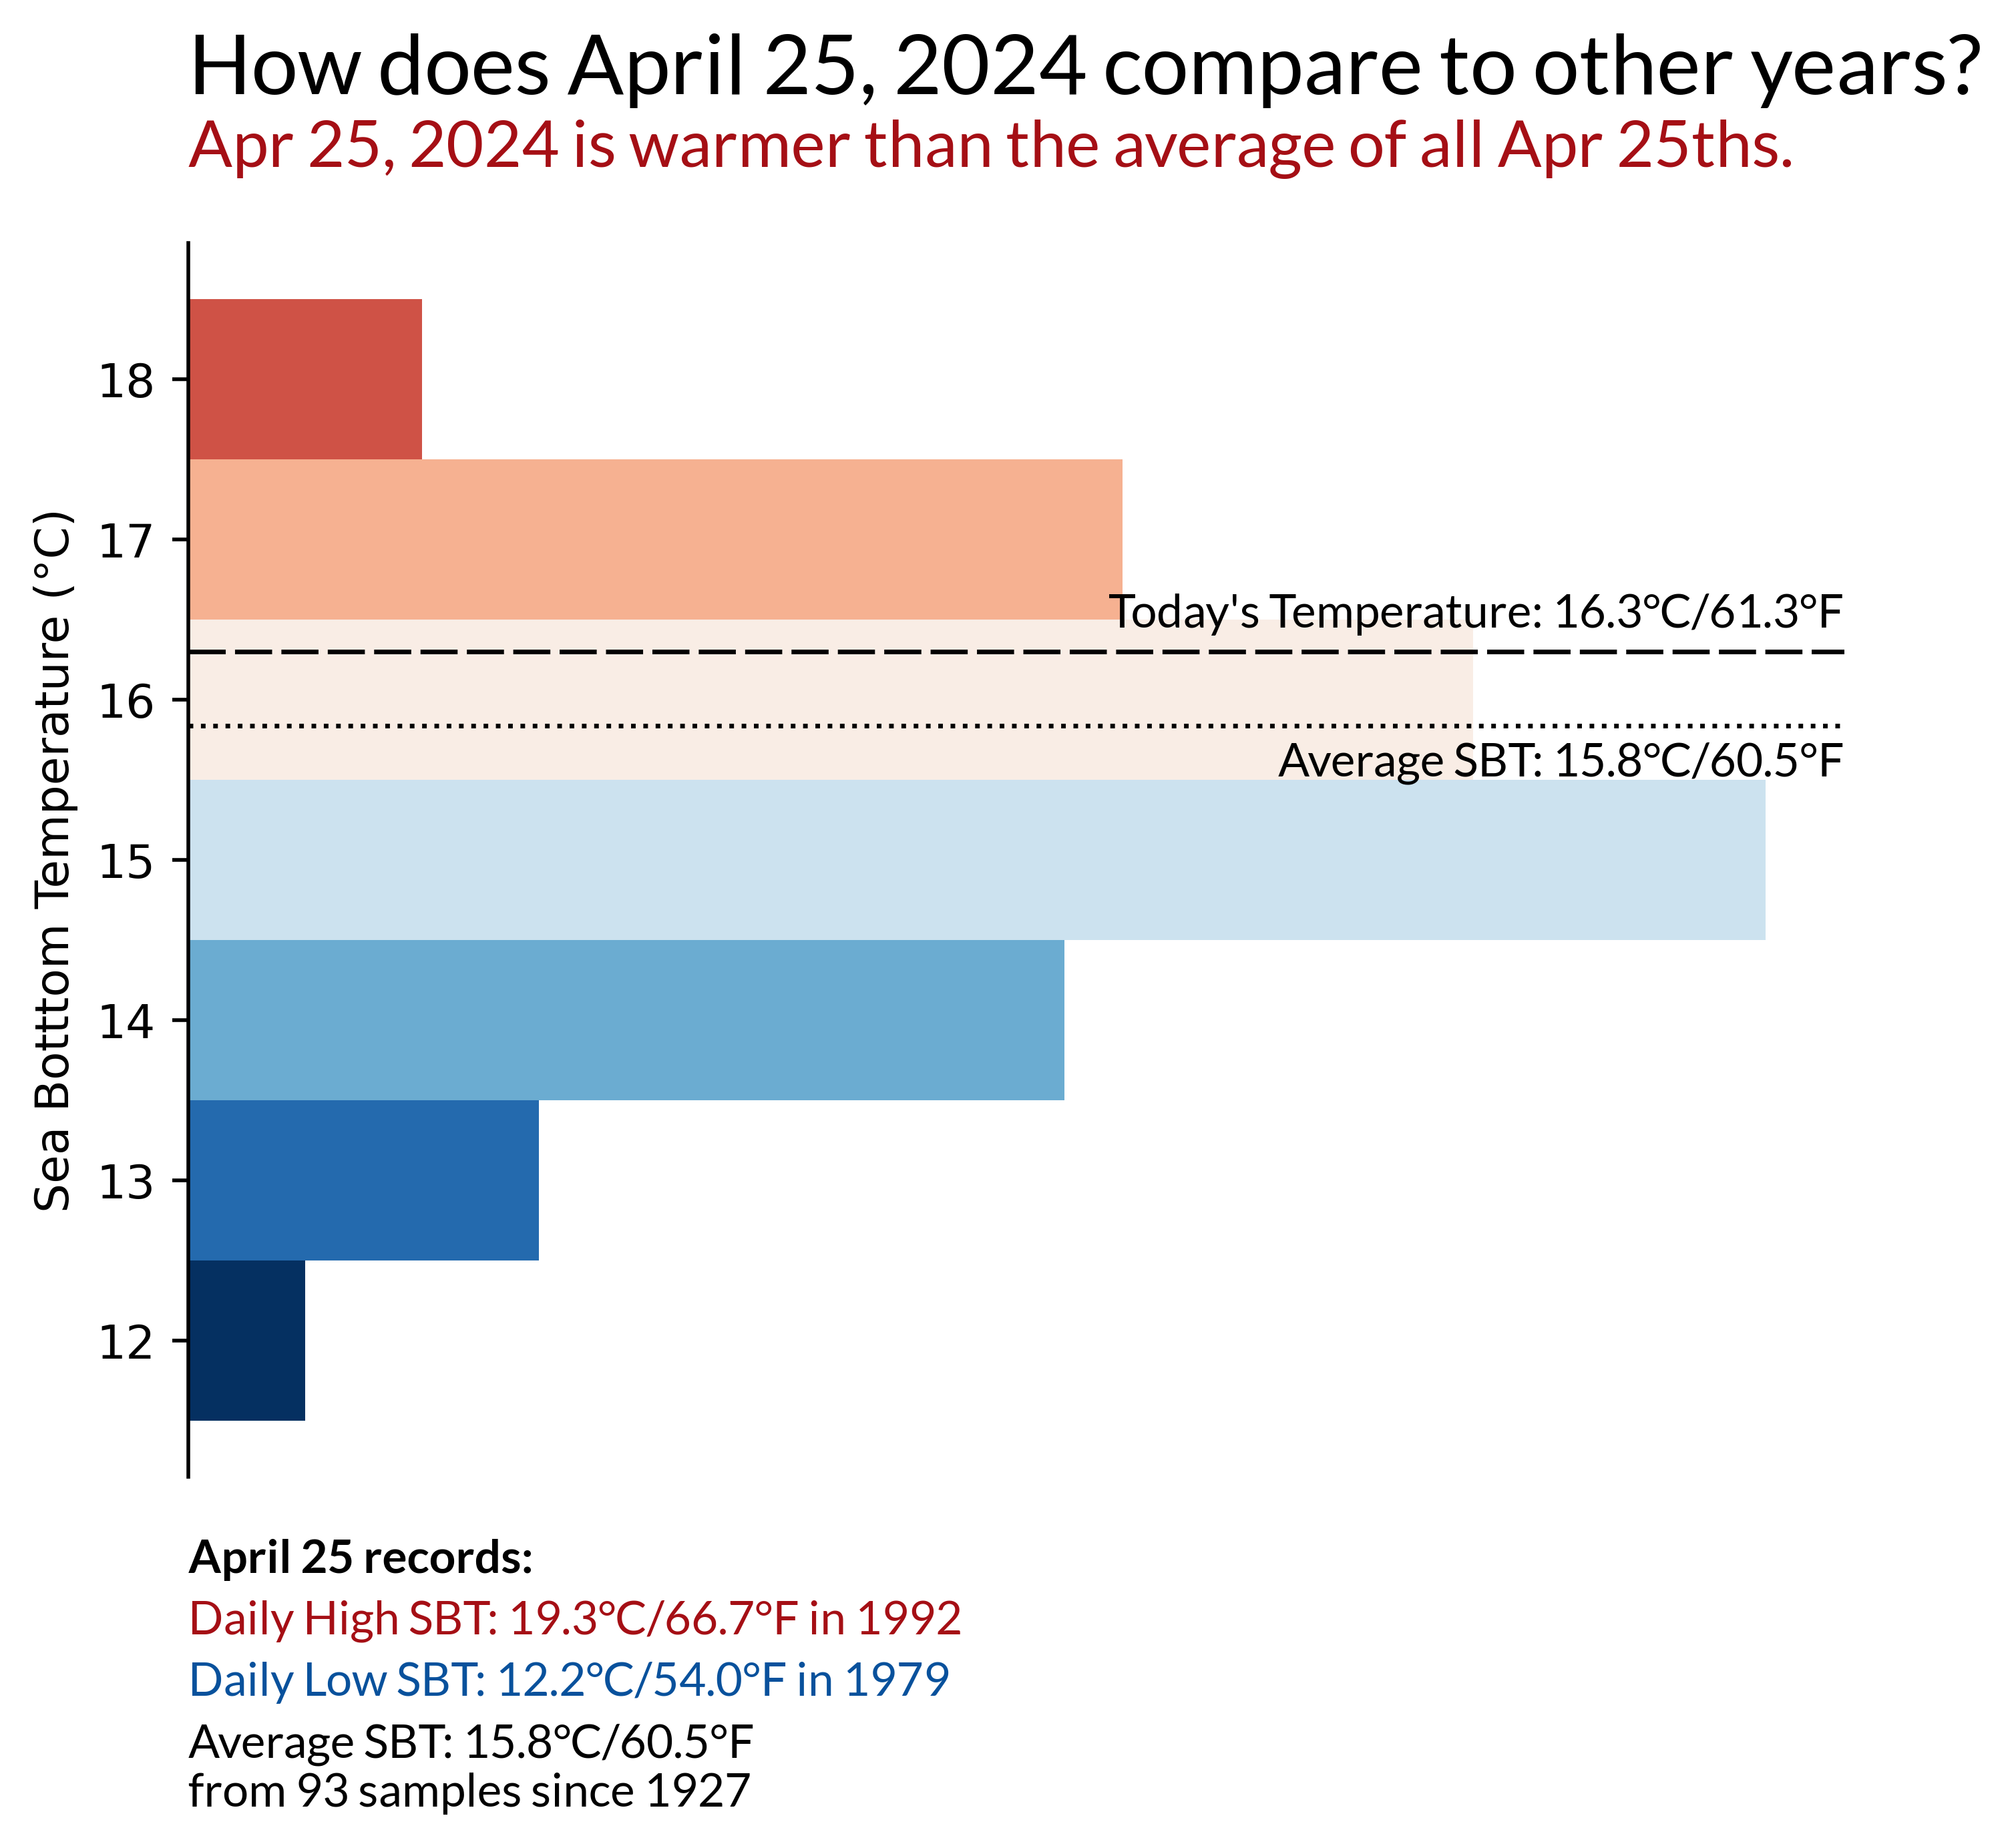 How does April 25, 2024 compare to other years?
Apr 25, 2024 is warmer than the average of all Apr 25ths.
Sea Botttom Temperature (°C)
18
17
Today's Temperature: 16.3°C/61.3°F
16
Average SBT: 15.8°C/60.5°F
15
14
13
12
April 25 records:
Daily High SBT: 19.3°C/66.7°F in 1992
Daily Low SBT: 12.2°C/54.0°F in 1979
Average SBT: 15.8°C/60.5°F
from 93 samples since 1927